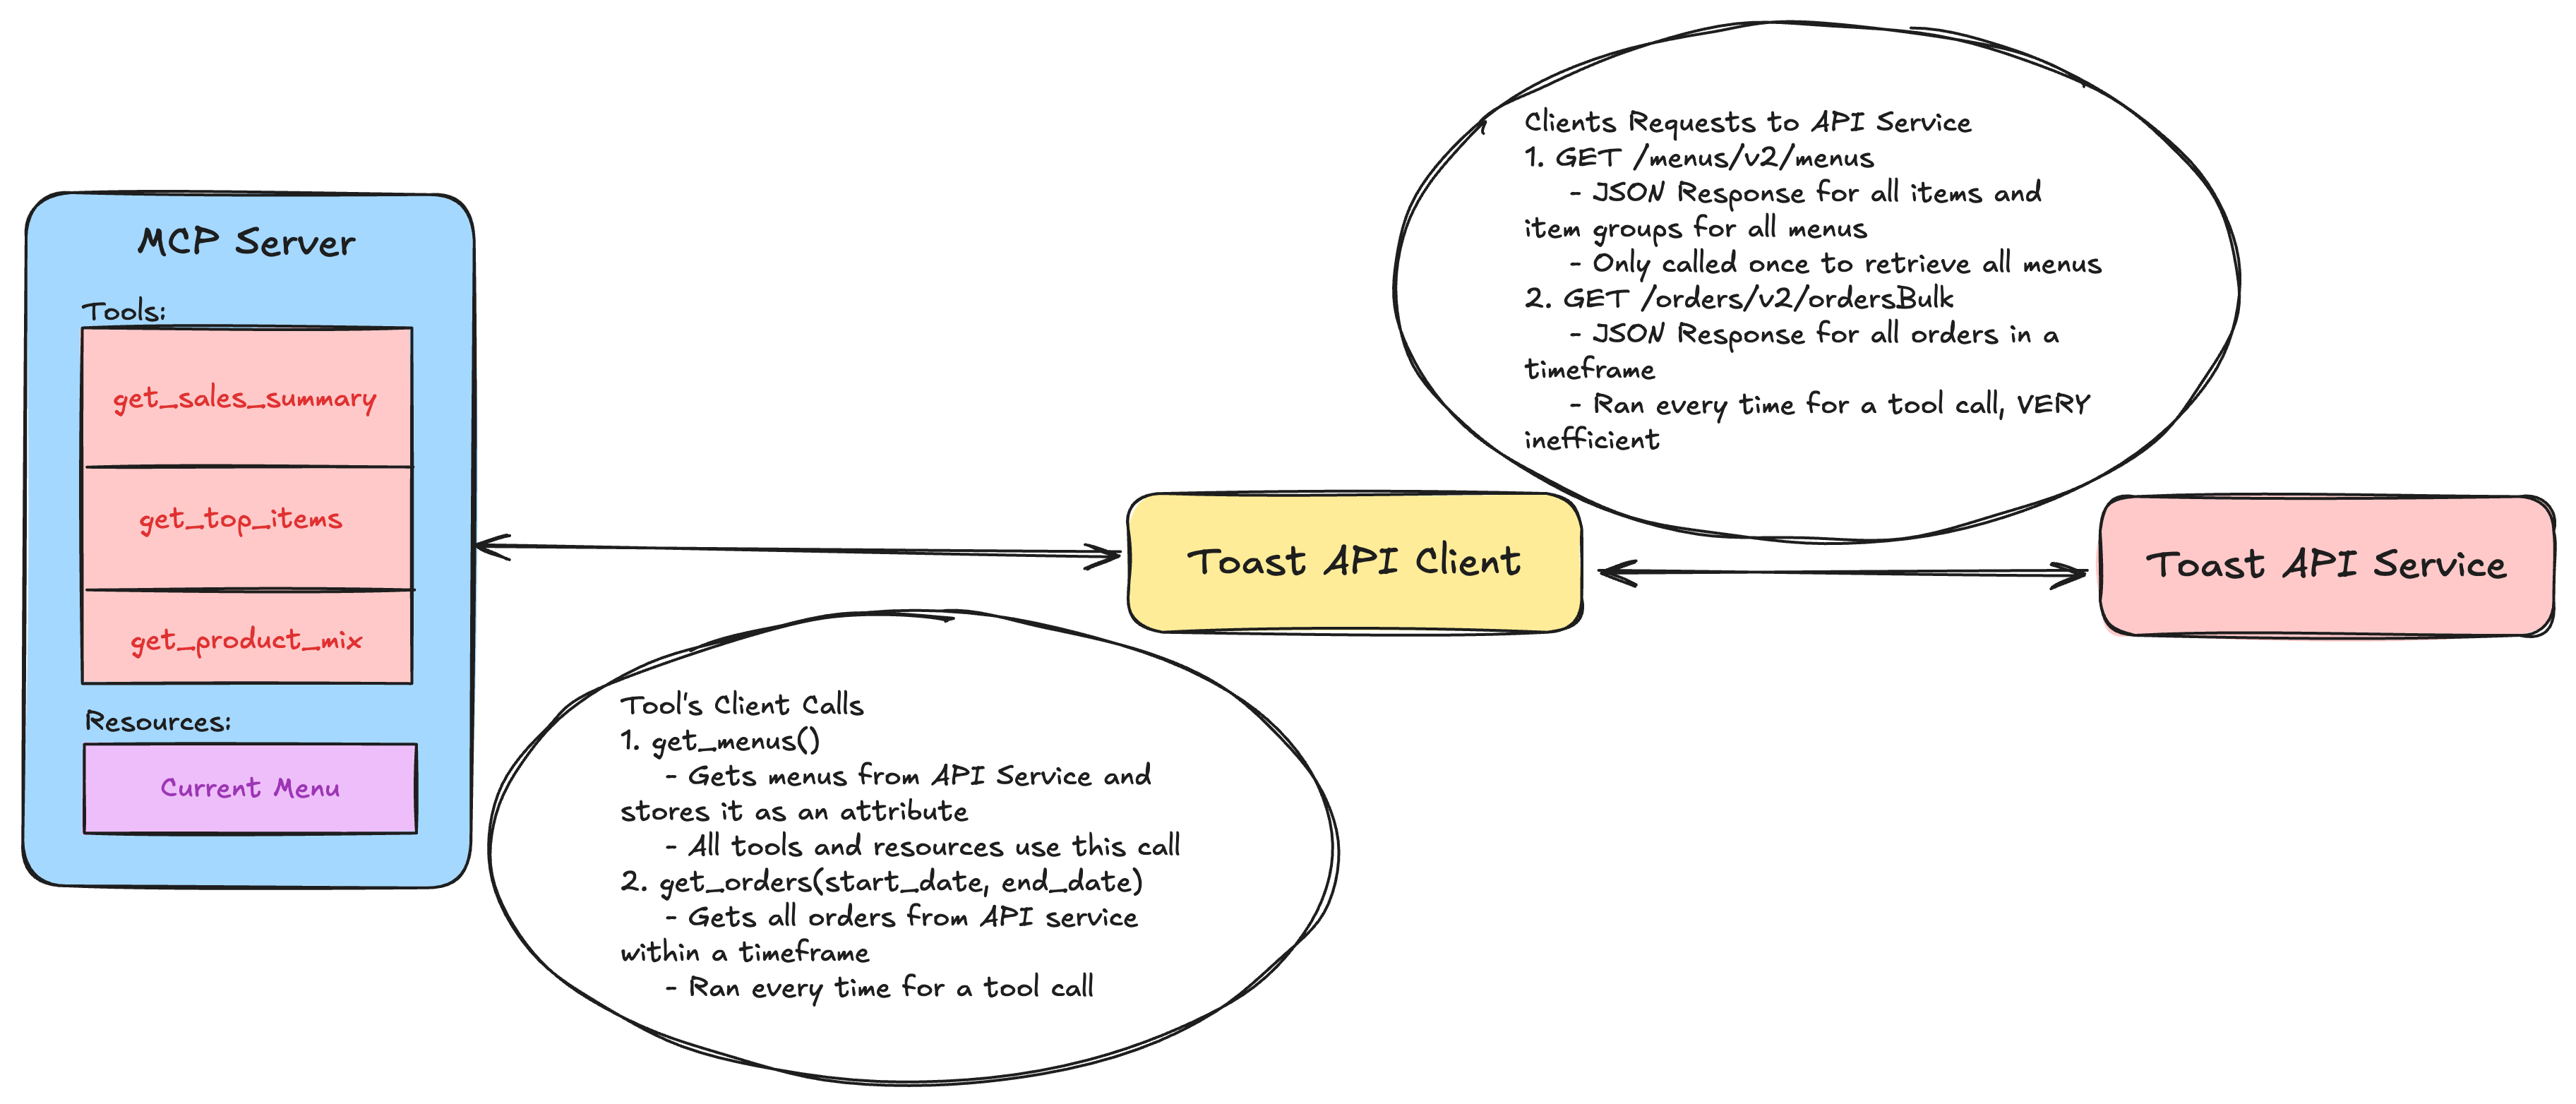 MCP Server
Tools:
get_sales_summary
get_top_items
get_product_mix
Resources:
Current Menu
Tool's Client Calls
1. get_menus()
- Gets menus from API Service and
stores it as an attribute
- All tools and resources use this call
2. get_orders(start_date, end_date)
- Gets all orders from API service
within a timeframe
- Ran every time for a tool call
Toast API Client
Clients Requests to API Service
1. GET /menus/v2/menus
- JSON Response for all items and
item groups for all menus
- Only called once to retrieve all menus
2. GET /orders/v2/ordersBulk
- JSON Response for all orders in a
timeframe
- Ran every time for a tool call, VERY
inefficient
Toast API Service